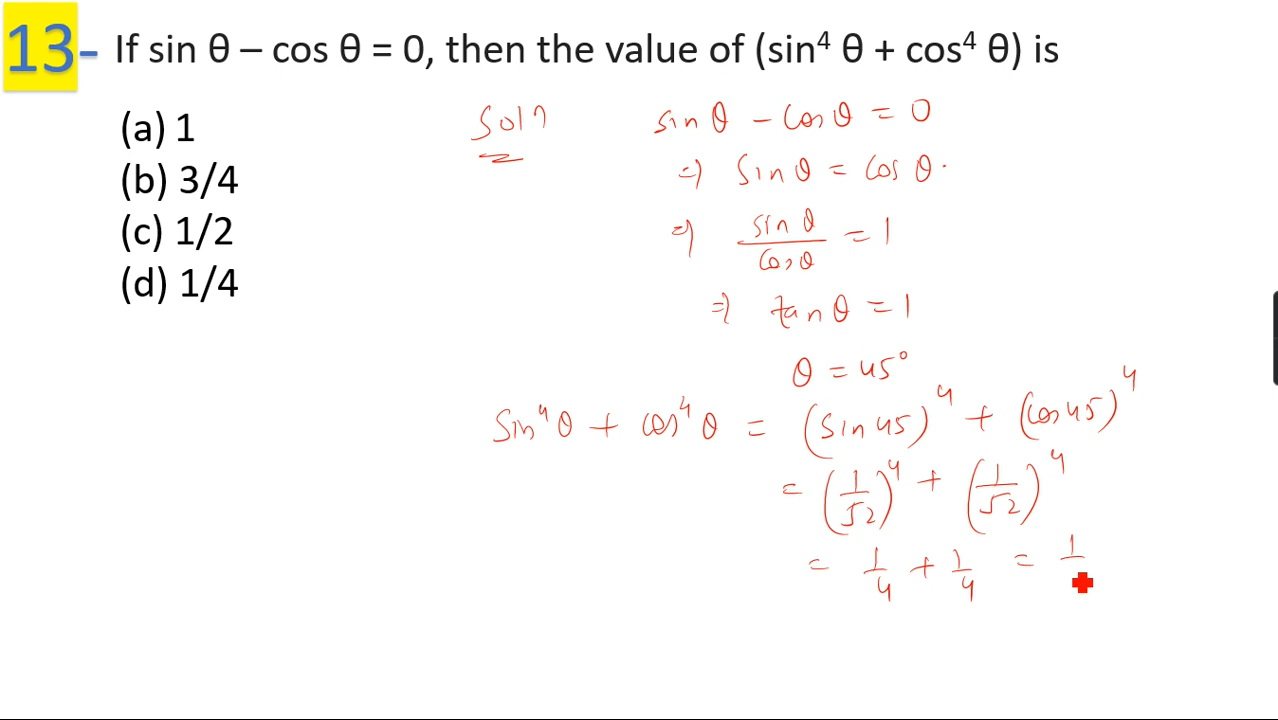 13- If sin θ – cos θ = 0, then the value of (sin⁴ θ + cos⁴ θ) is
(a) 1
(b) 3/4
(c) 1/2
(d) 1/4
Soln
sin θ – cos θ = 0
=) sin θ = cos θ.
=) sin θ / cos θ = 1
=) tan θ = 1
θ = 45°
sin⁴ θ + cos⁴ θ = (sin 45)⁴ + (cos 45)⁴
= (1/√2)⁴ + (1/√2)⁴
= 1/4 + 1/4 = 1/